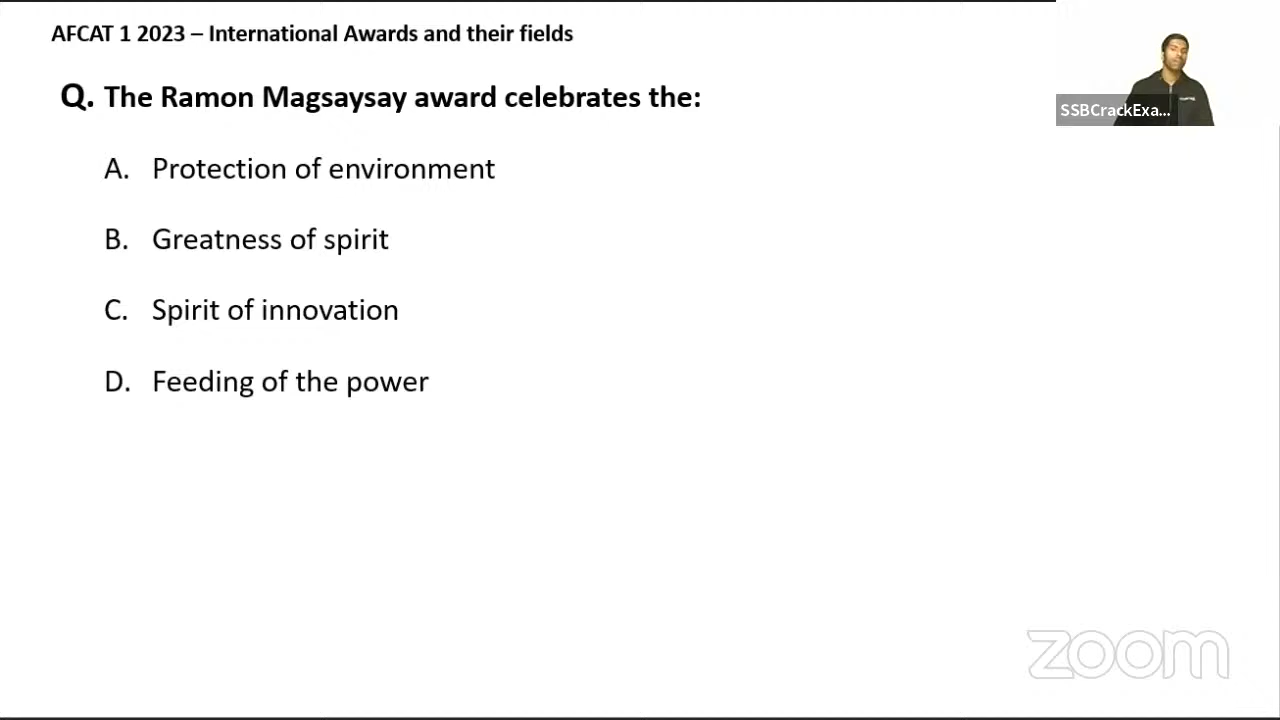 AFCAT 1 2023 – International Awards and their fields
Q. The Ramon Magsaysay award celebrates the:
SSBCrackExa...
A. Protection of environment
B. Greatness of spirit
C. Spirit of innovation
D. Feeding of the power
zoom